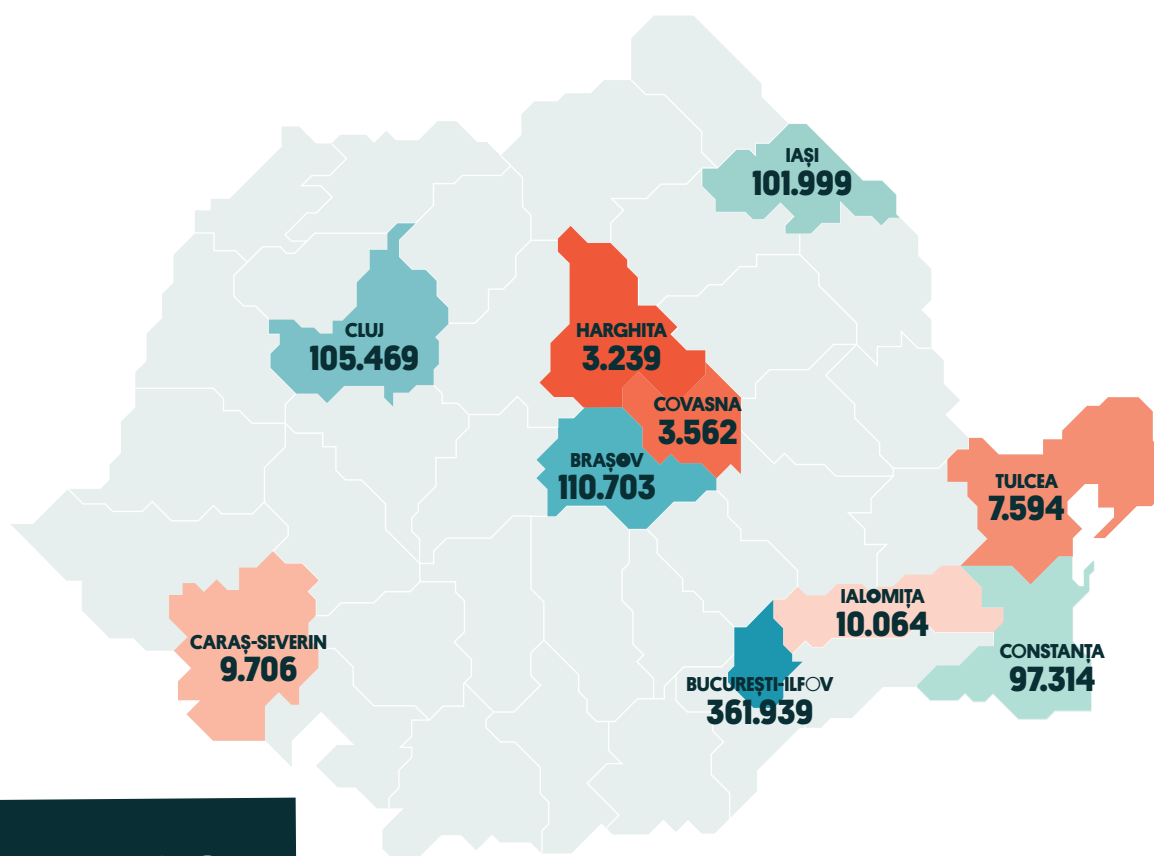 IAȘI
101.999
CLUJ
105.469
HARGHITA
3.239
COVASNA
3.562
BRAȘOV
110.703
TULCEA
7.594
IALOMIȚA
10.064
CARAȘ-SEVERIN
9.706
CONSTANȚA
97.314
BUCUREȘTI-ILFOV
361.939